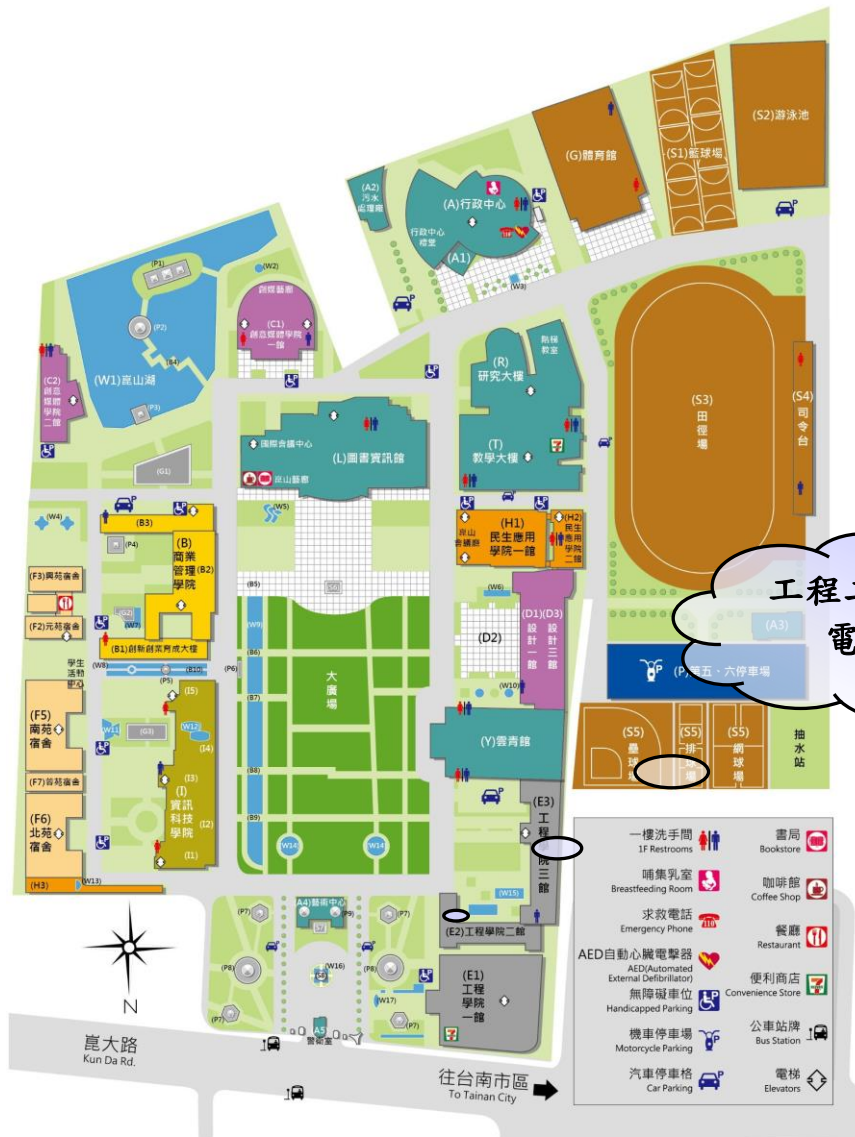 (S2)游泳池
(S1)籃球場
(G)體育館
(A2)
污水
處理廠
(A)行政中心
行政中心
禮堂
(A1)
(W3)
(P1)
(W2)
創媒藝廊
(C1)
創意媒體學院
一館
(P2)
(W1)崑山湖
(C2)
創意
媒體
學院
二館
(P3)
(G1)
階梯
教室
(R)
研究大樓
(T)
教學大樓
7
(S3)
田徑場
(S4)
司令台
國際會議中心
(L)圖書資訊館
崑山藝廊
(W5)
(W4)
(B3)
(B)
商業
管理
學院
(B2)
(P4)
(G2)
(W7)
(B1)創新創業育成大樓
(F3)興苑宿舍
(F2)元苑宿舍
崑山
會議廳
(H1)
民生應用
學院一館
(H2)
民生
應用
學院
二館
(W6)
(D1)
設計一館
(D3)
設計三館
(D2)
(W10)
(B5)
(W9)
(B6)
(B7)
(B8)
(B9)
大廣場
(W14)
(W14)
(W8)
(B10)
(P5)
(P6)
學生
活動
中心
(F5)
南苑
宿舍
(F7)蓉苑宿舍
(F6)
北苑
宿舍
(H3)
(W13)
(W11)
(G3)
(W12)
(I5)
(I4)
(I3)
(I)
資訊
科技
學院
(I2)
(I1)
工程二
電
(A3)
(P)第五、六停車場
(S5)
壘球場
(S5)
排球場
(S5)
網球場
抽水站
(Y)雲青館
(E3)
工程學院三館
(W15)
(E2)工程學院二館
(E1)
工程
學院
一館
7
A4)藝術中心
(P9)
(P7)
(P7)
(P8)
(P8)
(W16)
(W17)
(P7)
(P7)
A5
警衛室
N
崑大路
Kun Da Rd.
往台南市區
To Tainan City
一樓洗手間
1F Restrooms
書局
Bookstore
哺集乳室
Breastfeeding Room
咖啡館
Coffee Shop
求救電話
Emergency Phone
110
餐廳
Restaurant
AED自動心臟電擊器
AED(Automated
External Defibrillator)
便利商店
Convenience Store
7
無障礙車位
Handicapped Parking
公車站牌
Bus Station
機車停車場
Motorcycle Parking
汽車停車格
Car Parking
電梯
Elevators